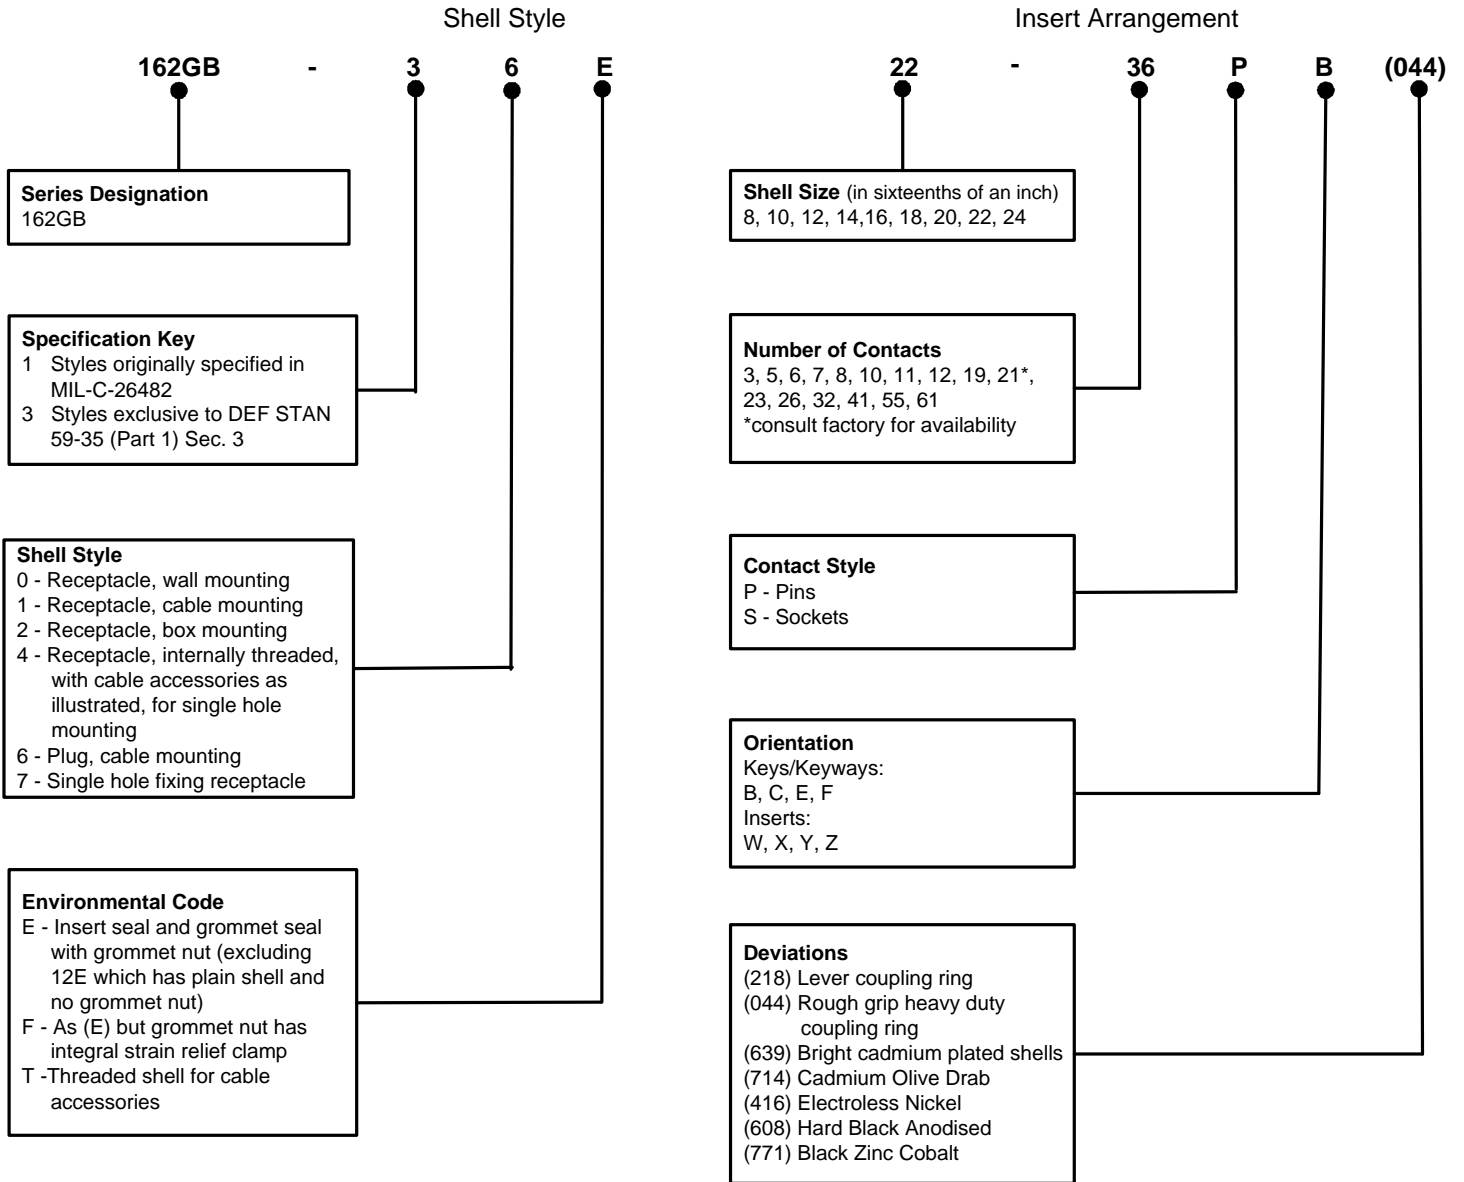 Shell Style
Insert Arrangement
162GB - 3 6 E 22 - 36 P B (044)
Series Designation
162GB
Specification Key
1 Styles originally specified in
MIL-C-26482
3 Styles exclusive to DEF STAN
59-35 (Part 1) Sec. 3
Shell Style
0 - Receptacle, wall mounting
1 - Receptacle, cable mounting
2 - Receptacle, box mounting
4 - Receptacle, internally threaded,
with cable accessories as
illustrated, for single hole
mounting
6 - Plug, cable mounting
7 - Single hole fixing receptacle
Environmental Code
E - Insert seal and grommet seal
with grommet nut (excluding
12E which has plain shell and
no grommet nut)
F - As (E) but grommet nut has
integral strain relief clamp
T -Threaded shell for cable
accessories
Shell Size (in sixteenths of an inch)
8, 10, 12, 14,16, 18, 20, 22, 24
Number of Contacts
3, 5, 6, 7, 8, 10, 11, 12, 19, 21*,
23, 26, 32, 41, 55, 61
*consult factory for availability
Contact Style
P - Pins
S - Sockets
Orientation
Keys/Keyways:
B, C, E, F
Inserts:
W, X, Y, Z
Deviations
(218) Lever coupling ring
(044) Rough grip heavy duty
coupling ring
(639) Bright cadmium plated shells
(714) Cadmium Olive Drab
(416) Electroless Nickel
(608) Hard Black Anodised
(771) Black Zinc Cobalt